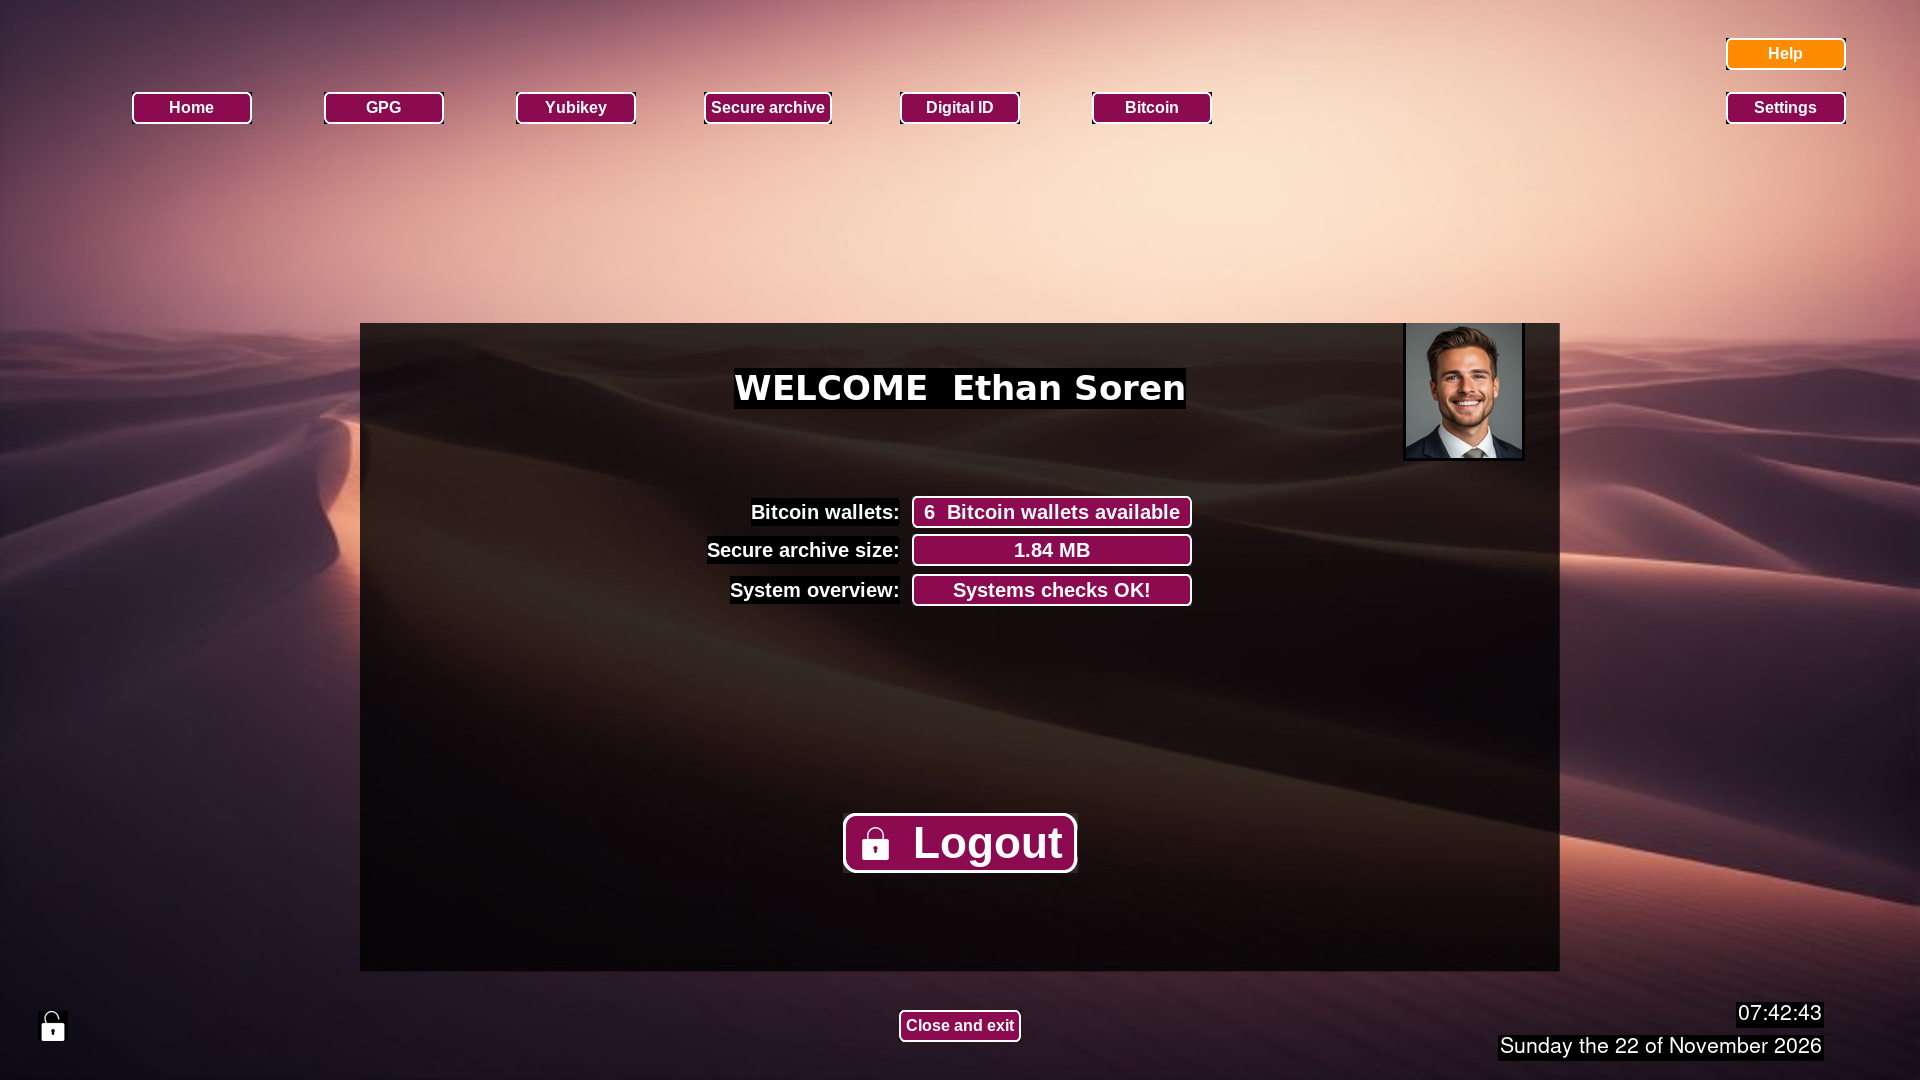 Help
Home GPG Yubikey Secure archive Digital ID Bitcoin Settings
WELCOME Ethan Soren
Bitcoin wallets: 6 Bitcoin wallets available
Secure archive size: 1.84 MB
System overview: Systems checks OK!
Logout
Close and exit
07:42:43
Sunday the 22 of November 2026